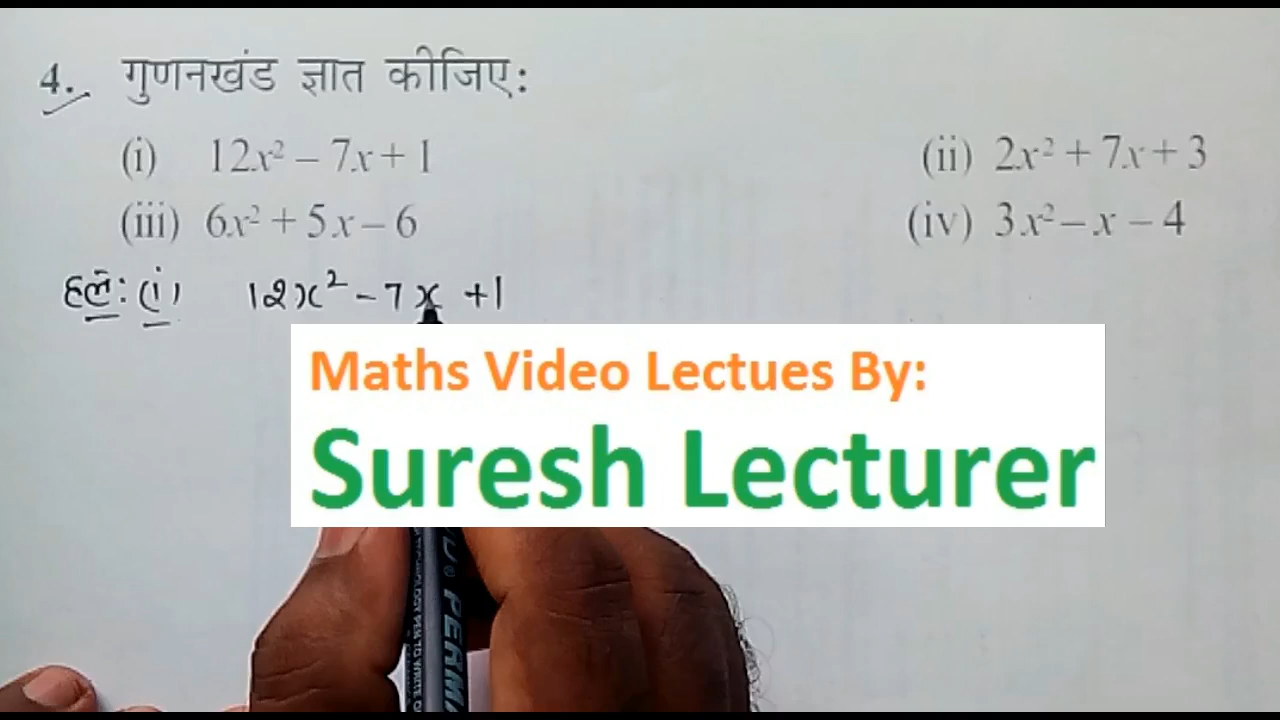 4. गुणनखंड ज्ञात कीजिए:
(i) 12x² – 7x + 1 (ii) 2x² + 7x + 3
(iii) 6x² + 5x – 6 (iv) 3x² – x – 4
हल: (i) 12x² – 7x + 1
Maths Video Lectues By:
Suresh Lecturer